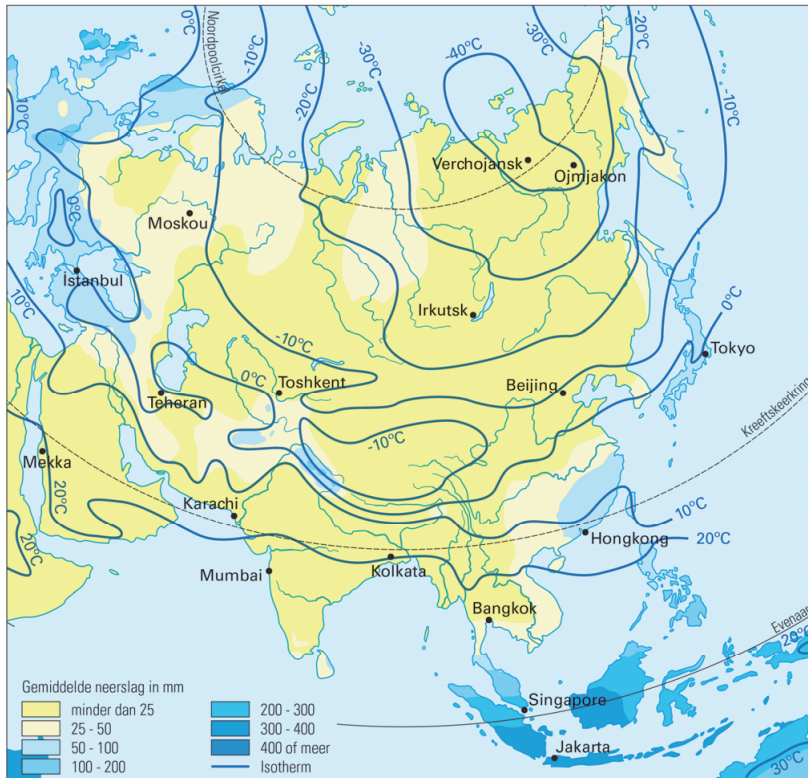 0°C
-10°C
-20°C
-30°C
-40°C
-30°C
-20°C
-10°C
Noordpoolcirkel
10°C
0°C
Verchojansk
Ojmjakon
Moskou
İstanbul
10°C
Irkutsk
-10°C
0°C
Tokyo
0°C
Toshkent
Beijing
Teheran
Kreeftskeerkring
-10°C
Mekka
20°C
Karachi
10°C
Hongkong
20°C
20°C
Mumbai
Kolkata
Bangkok
Evenaar
20°C
Gemiddelde neerslag in mm
minder dan 25
25 - 50
50 - 100
100 - 200
200 - 300
300 - 400
400 of meer
Isotherm
Singapore
Jakarta
30°C